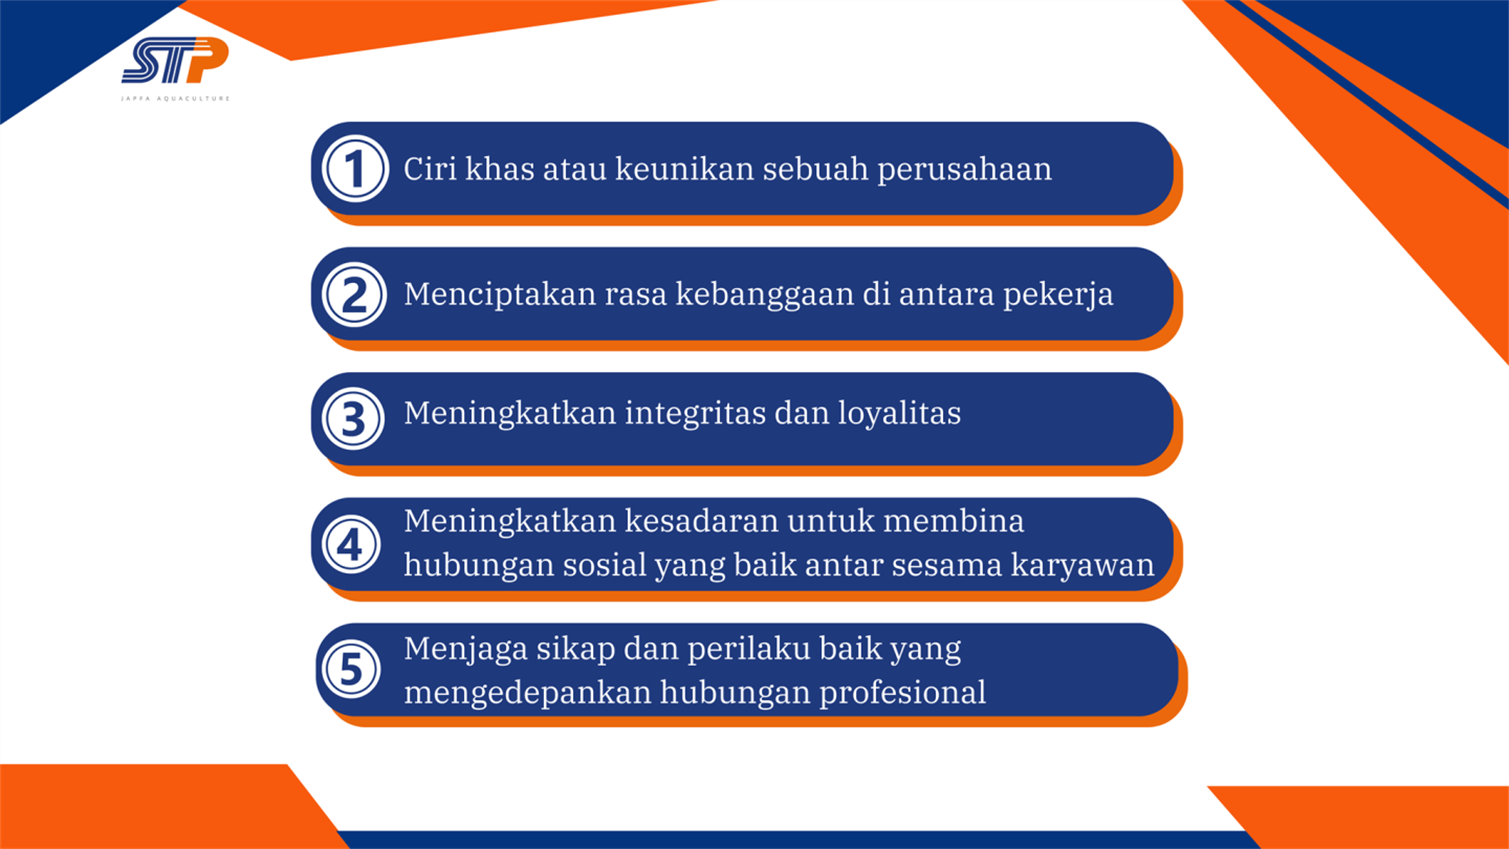 STP
JAPFA AQUACULTURE
1 Ciri khas atau keunikan sebuah perusahaan
2 Menciptakan rasa kebanggaan di antara pekerja
3 Meningkatkan integritas dan loyalitas
4 Meningkatkan kesadaran untuk membina
hubungan sosial yang baik antar sesama karyawan
5 Menjaga sikap dan perilaku baik yang
mengedepankan hubungan profesional